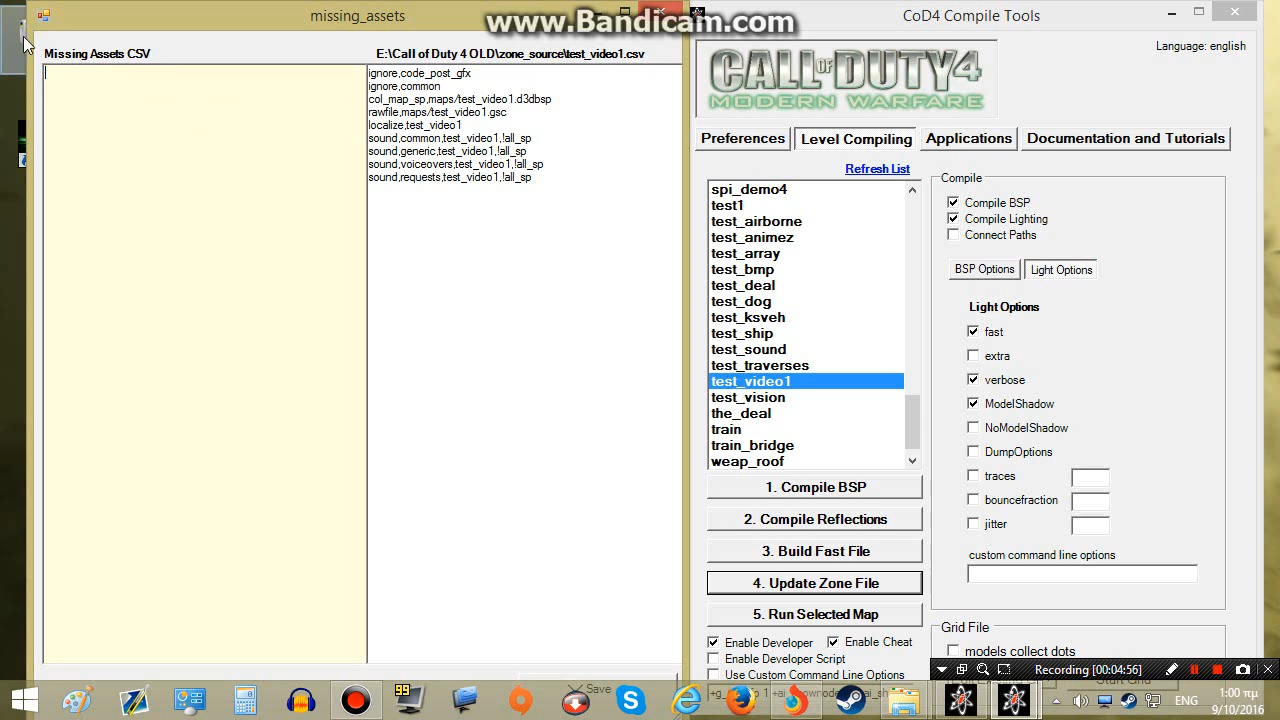 missing_assets
www.Bandicam.com
CoD4 Compile Tools
Missing Assets CSV
E:\Call of Duty 4 OLD\zone_source\test_video1.csv
ignore,code_post_gfx
ignore,common
col_map_sp,maps/test_video1.d3dbsp
rawfile,maps/test_video1.gsc
localize,test_video1
sound,common,test_video1,!all_sp
sound,generic,test_video1,!all_sp
sound,voiceovers,test_video1,!all_sp
sound,requests,test_video1,!all_sp
Save
Language: english
CALL OF DUTY 4
MODERN WARFARE
Preferences
Level Compiling
Applications
Documentation and Tutorials
Refresh List
spi_demo4
test1
test_airborne
test_animez
test_array
test_bmp
test_deal
test_dog
test_ksveh
test_ship
test_sound
test_traverses
test_video1
test_vision
the_deal
train
train_bridge
weap_roof
1. Compile BSP
2. Compile Reflections
3. Build Fast File
4. Update Zone File
5. Run Selected Map
Enable Developer
Enable Cheat
Enable Developer Script
Use Custom Command Line Options
Compile
Compile BSP
Compile Lighting
Connect Paths
BSP Options
Light Options
Light Options
fast
extra
verbose
ModelShadow
NoModelShadow
DumpOptions
traces
bouncefraction
jitter
custom command line options
Grid File
models collect dots
Recording [00:04:56]
99
ENG
1:00 πμ
9/10/2016